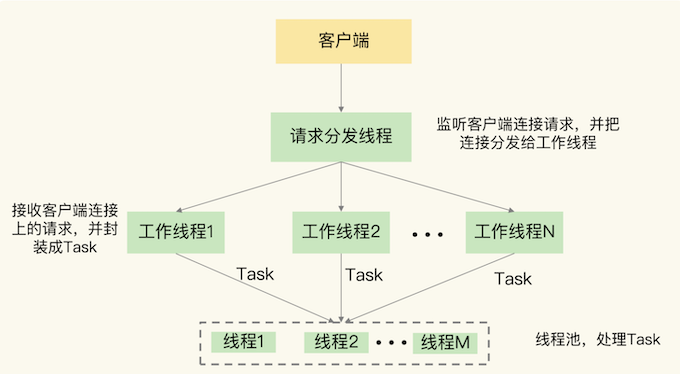 客户端
请求分发线程
监听客户端连接请求，并把
连接分发给工作线程
接收客户端连接
上的请求，并封
装成Task
工作线程1
工作线程2
•••
工作线程N
Task
Task
Task
线程1
线程2
•••
线程M
线程池，处理Task